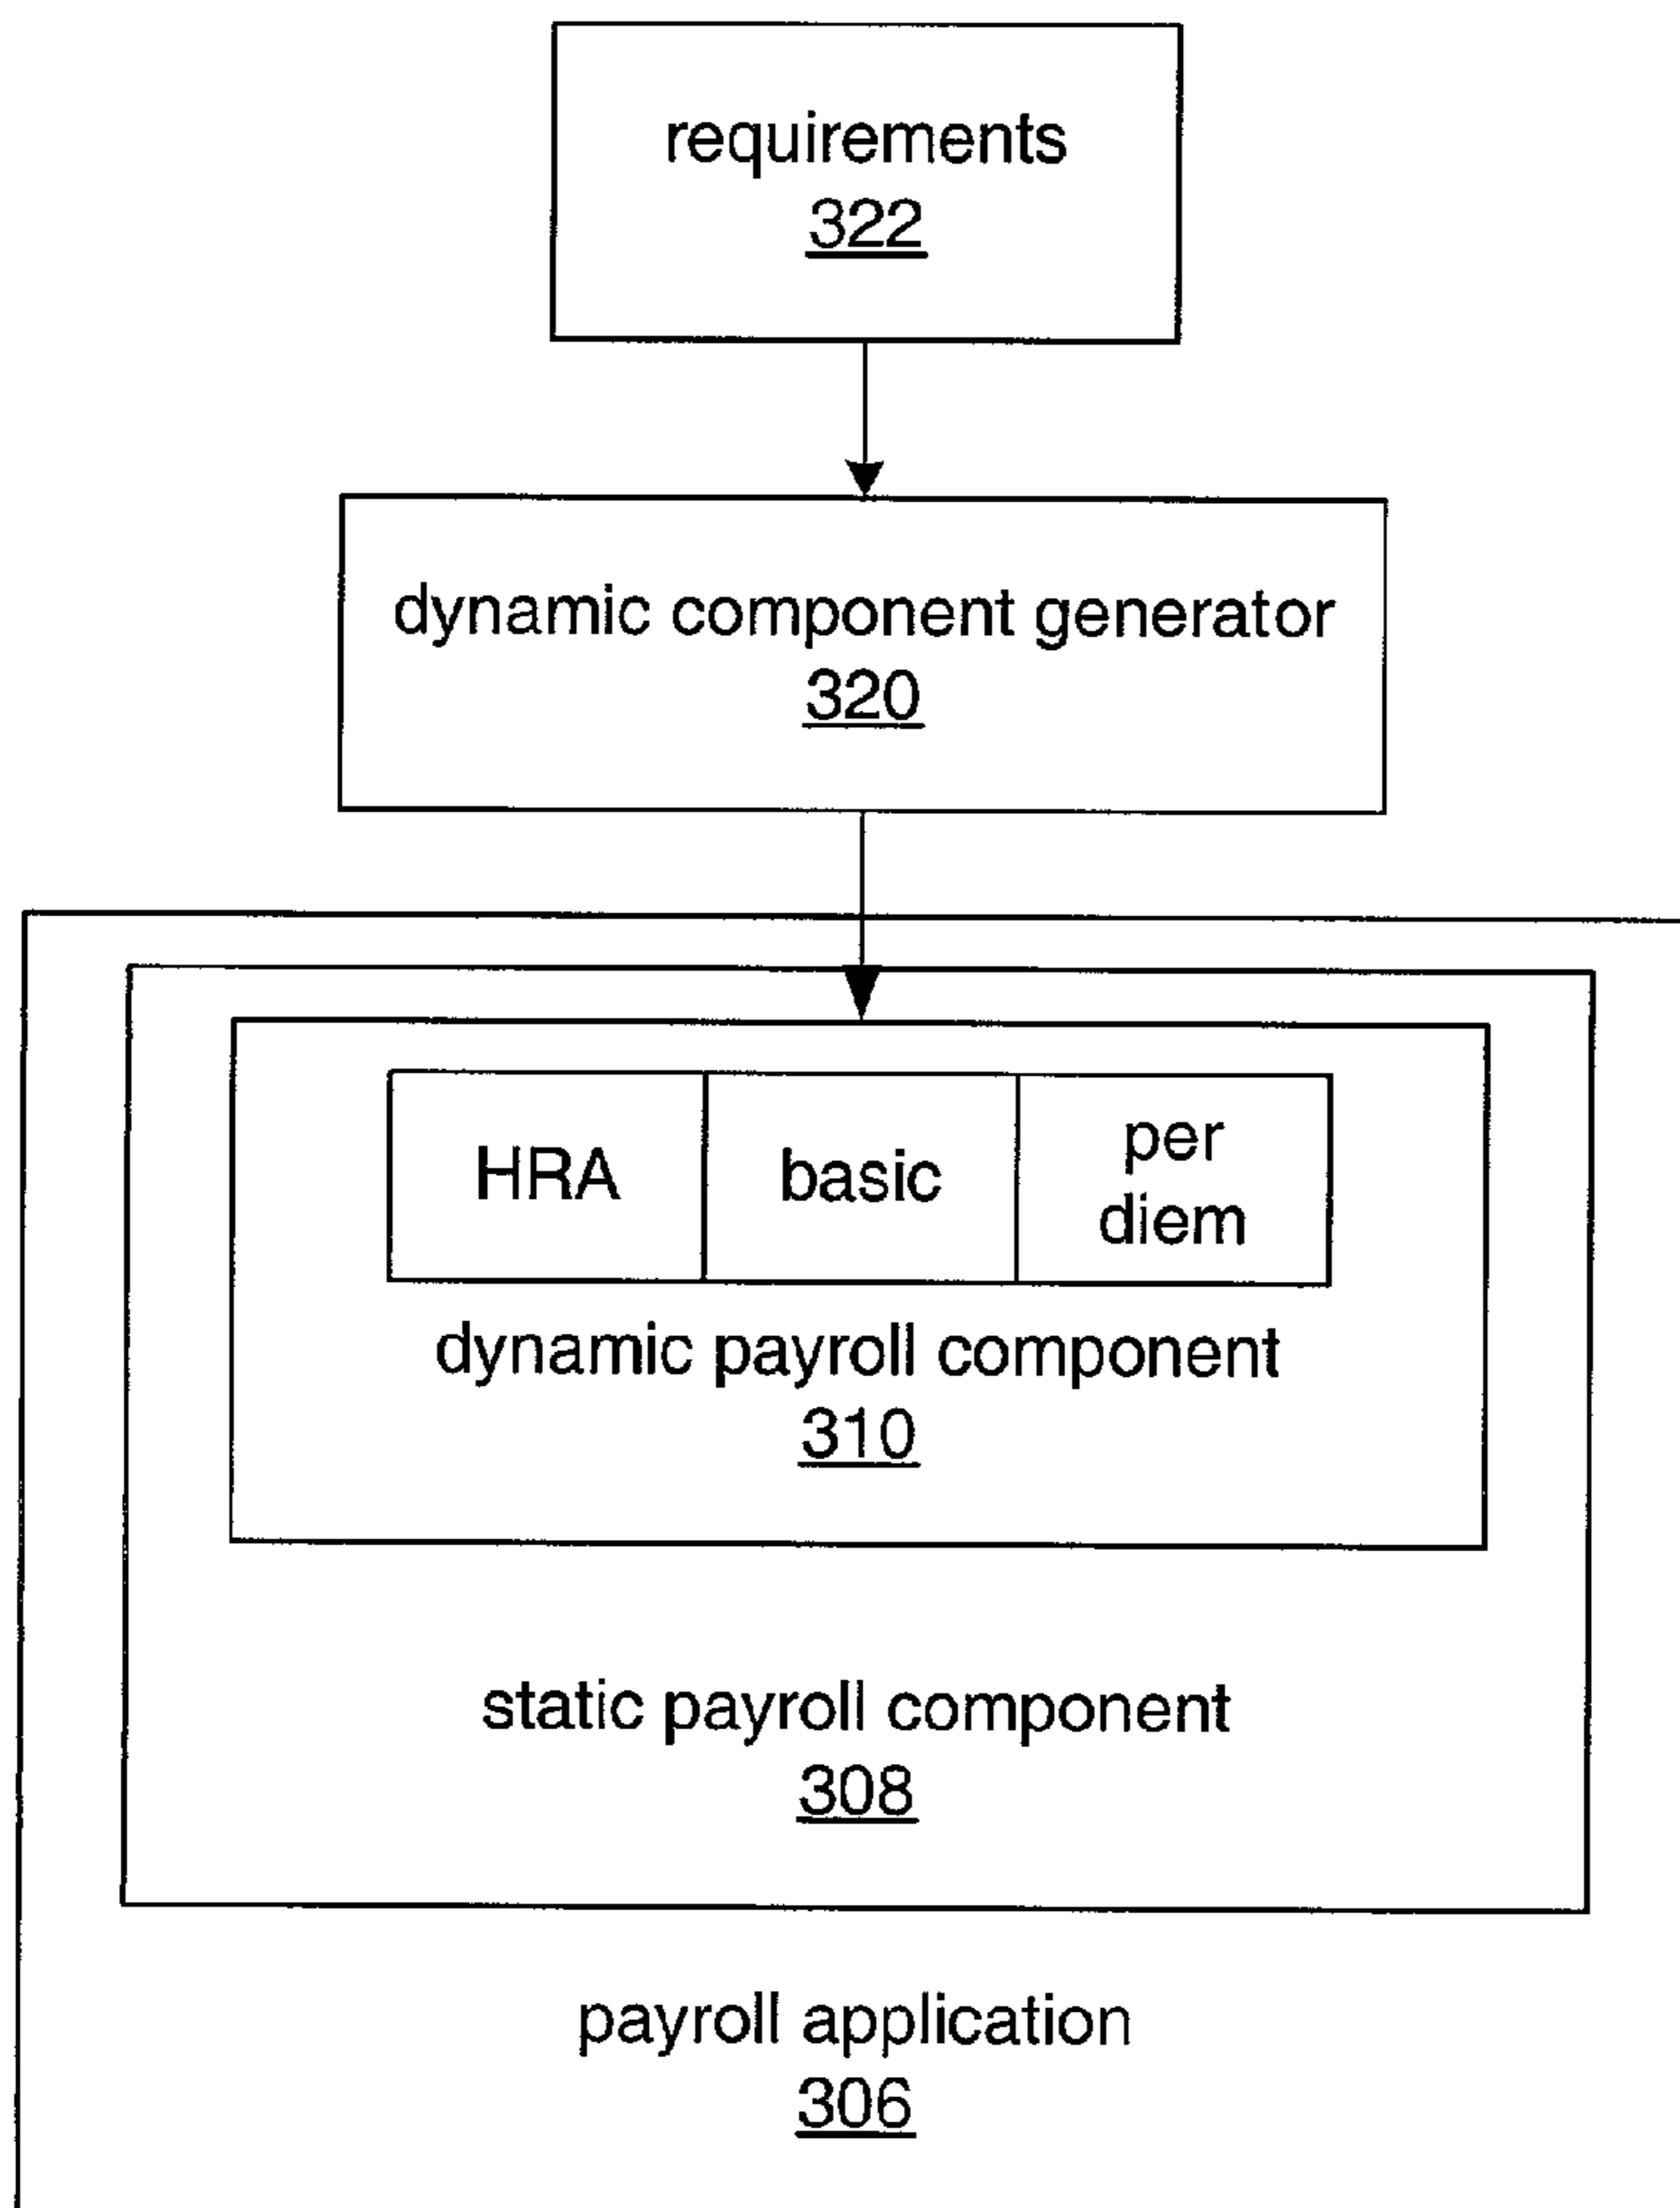 requirements
322
dynamic component generator
320
HRA
basic
per
diem
dynamic payroll component
310
static payroll component
308
payroll application
306